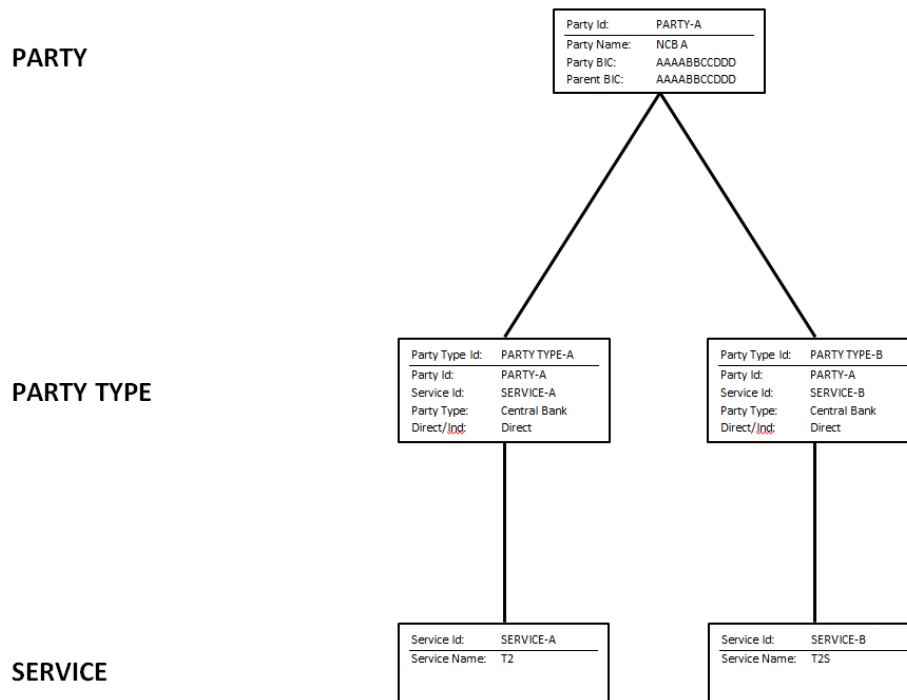 PARTY
Party Id: PARTY-A
Party Name: NCB A
Party BIC: AAAABBCCDDD
Parent BIC: AAAABBCCDDD
PARTY TYPE
Party Type Id: PARTY TYPE-A
Party Id: PARTY-A
Service Id: SERVICE-A
Party Type: Central Bank
Direct/Ind: Direct
Party Type Id: PARTY TYPE-B
Party Id: PARTY-A
Service Id: SERVICE-B
Party Type: Central Bank
Direct/Ind: Direct
SERVICE
Service Id: SERVICE-A
Service Name: T2
Service Id: SERVICE-B
Service Name: T2S